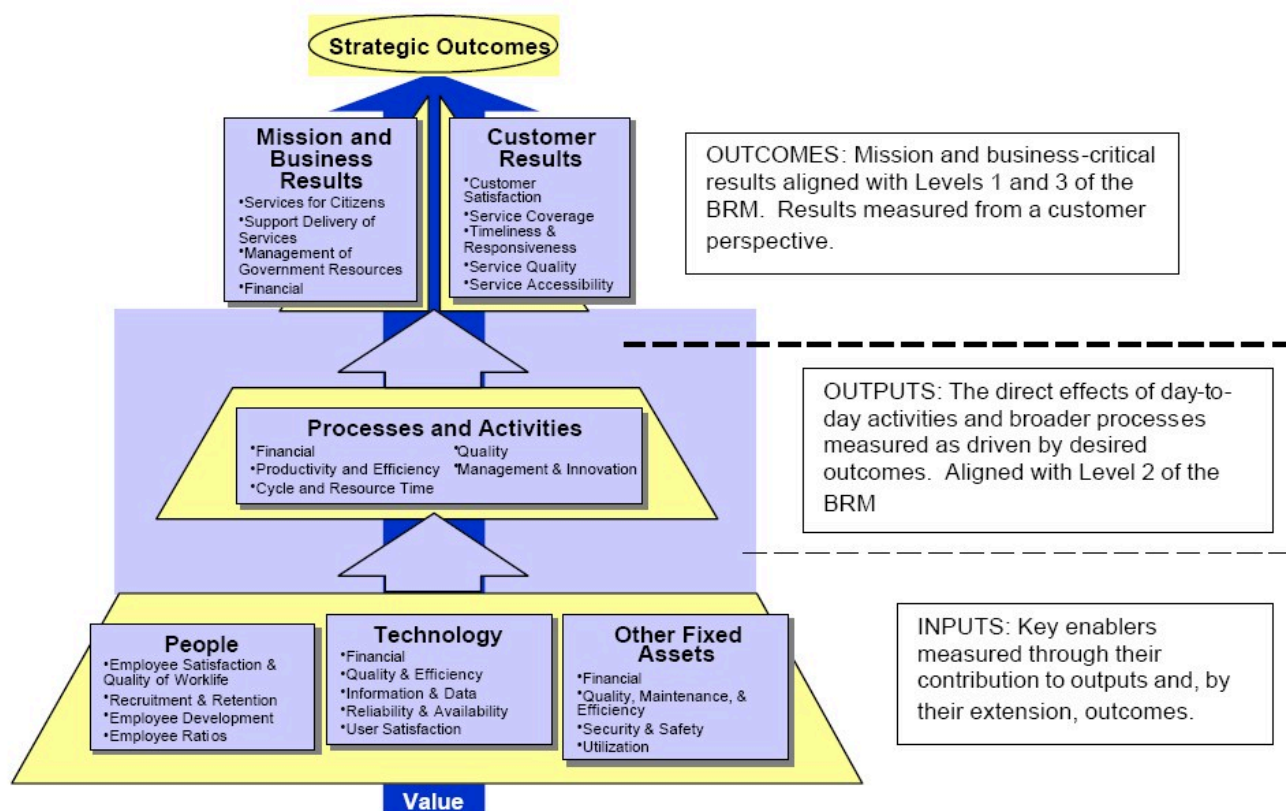 Strategic Outcomes
Mission and
Business
Results
•Services for Citizens
•Support Delivery of
Services
•Management of
Government Resources
•Financial
Customer
Results
•Customer
Satisfaction
•Service Coverage
•Timeliness &
Responsiveness
•Service Quality
•Service Accessibility
OUTCOMES: Mission and business-critical
results aligned with Levels 1 and 3 of the
BRM. Results measured from a customer
perspective.
Processes and Activities
•Financial
•Productivity and Efficiency
•Cycle and Resource Time
•Quality
•Management & Innovation
OUTPUTS: The direct effects of day-to-
day activities and broader processes
measured as driven by desired
outcomes. Aligned with Level 2 of the
BRM
People
•Employee Satisfaction &
Quality of Worklife
•Recruitment & Retention
•Employee Development
•Employee Ratios
Technology
•Financial
•Quality & Efficiency
•Information & Data
•Reliability & Availability
•User Satisfaction
Other Fixed
Assets
•Financial
•Quality, Maintenance, &
Efficiency
•Security & Safety
•Utilization
INPUTS: Key enablers
measured through their
contribution to outputs and, by
their extension, outcomes.
Value